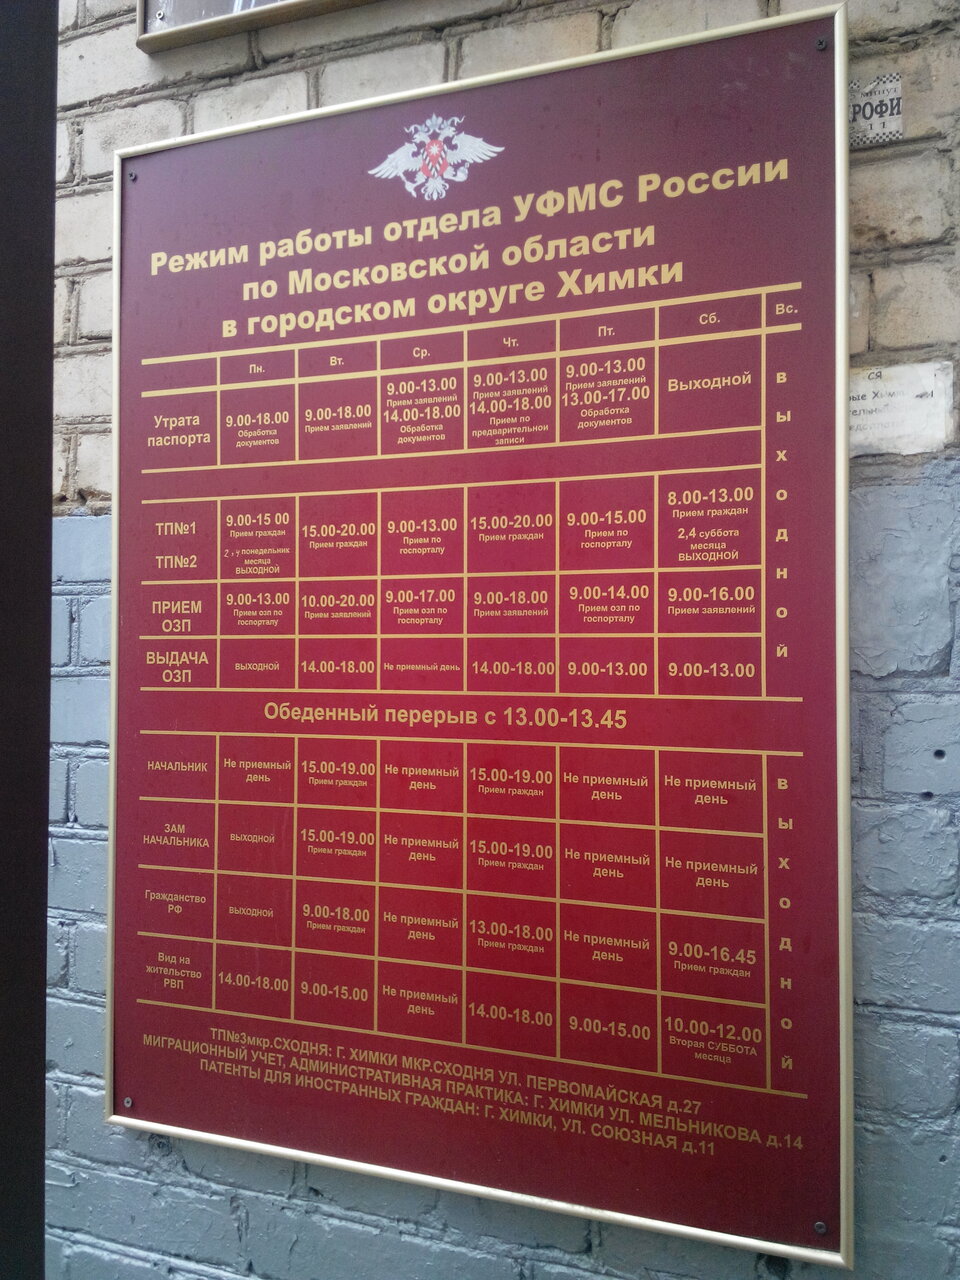 Режим работы отдела УФМС России
по Московской области
в городском округе Химки
Пн. Вт. Ср. Чт. Пт. Сб. Вс.
Утрата паспорта
9.00-18.00 Обработка документов
9.00-18.00 Прием заявлений
9.00-13.00 Прием заявлений 14.00-18.00 Обработка документов
9.00-13.00 Прием заявлений 14.00-18.00 Прием по предварительной записи
9.00-13.00 Прием заявлений 13.00-17.00 Обработка документов
Выходной
выходной
ТП№1
ТП№2
9.00-15 00 Прием граждан
понедельник месяца ВЫХОДНОЙ
15.00-20.00 Прием граждан
9.00-13.00 Прием по госпорталу
15.00-20.00 Прием граждан
9.00-15.00 Прием по госпорталу
8.00-13.00 Прием граждан
2,4 суббота месяца ВЫХОДНОЙ
ПРИЕМ ОЗП
9.00-13.00 Прием озп по госпорталу
10.00-20.00 Прием заявлений
9.00-17.00 Прием озп по госпорталу
9.00-18.00 Прием заявлений
9.00-14.00 Прием озп по госпорталу
9.00-16.00 Прием заявлений
ВЫДАЧА ОЗП
ВЫХОДНОЙ
14.00-18.00
Не приемный день
14.00-18.00
9.00-13.00
9.00-13.00
Обеденный перерыв с 13.00-13.45
НАЧАЛЬНИК
Не приемный день
15.00-19.00 Прием граждан
Не приемный день
15.00-19.00 Прием граждан
Не приемный день
Не приемный день
выходной
ЗАМ НАЧАЛЬНИКА
ВЫХОДНОЙ
15.00-19.00 Прием граждан
Не приемный день
15.00-19.00 Прием граждан
Не приемный день
Не приемный день
Гражданство РФ
ВЫХОДНОЙ
9.00-18.00 Прием граждан
Не приемный день
13.00-18.00 Прием граждан
Не приемный день
9.00-16.45 Прием граждан
Вид на жительство РВП
14.00-18.00
9.00-15.00
Не приемный день
14.00-18.00
9.00-15.00
10.00-12.00 Вторая СУББОТА месяца
ТП№3мкр.СХОДНЯ: Г. ХИМКИ МКР.СХОДНЯ УЛ. ПЕРВОМАЙСКАЯ д.27
МИГРАЦИОННЫЙ УЧЕТ, АДМИНИСТРАТИВНАЯ ПРАКТИКА: Г. ХИМКИ УЛ. МЕЛЬНИКОВА д.14
ПАТЕНТЫ ДЛЯ ИНОСТРАННЫХ ГРАЖДАН: Г. ХИМКИ, УЛ. СОЮЗНАЯ д.11